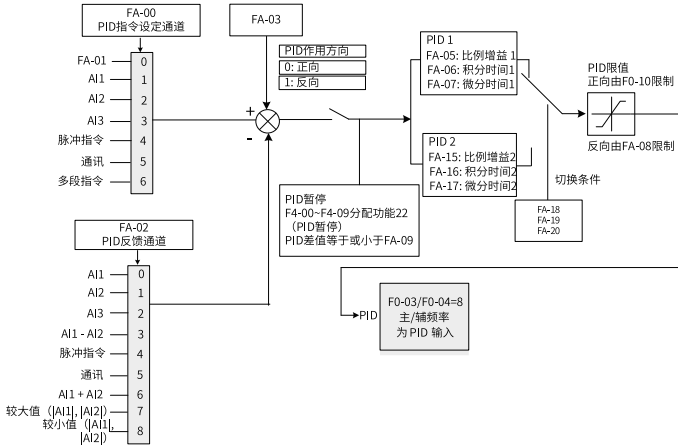 FA-00
PID指令设定通道
FA-01
0
AI1
1
AI2
2
AI3
3
脉冲指令
4
通讯
5
多段指令
6
FA-03
PID作用方向
0: 正向
1: 反向
+
-
PID暂停
F4-00~F4-09分配功能22
（PID暂停）
PID差值等于或小于FA-09
PID 1
FA-05: 比例增益 1
FA-06: 积分时间1
FA-07: 微分时间1
PID 2
FA-15: 比例增益2
FA-16: 积分时间2
FA-17: 微分时间2
切换条件
FA-18
FA-19
FA-20
PID限值
正向由F0-10限制
反向由FA-08限制
FA-02
PID反馈通道
AI1
0
AI2
1
AI3
2
AI1 - AI2
3
脉冲指令
4
通讯
5
AI1 + AI2
6
较大值（|AI1|, |AI2|）
7
较小值（|AI1|,
|AI2|）
8
PID
F0-03/F0-04=8
主/辅频率
为 PID 输入